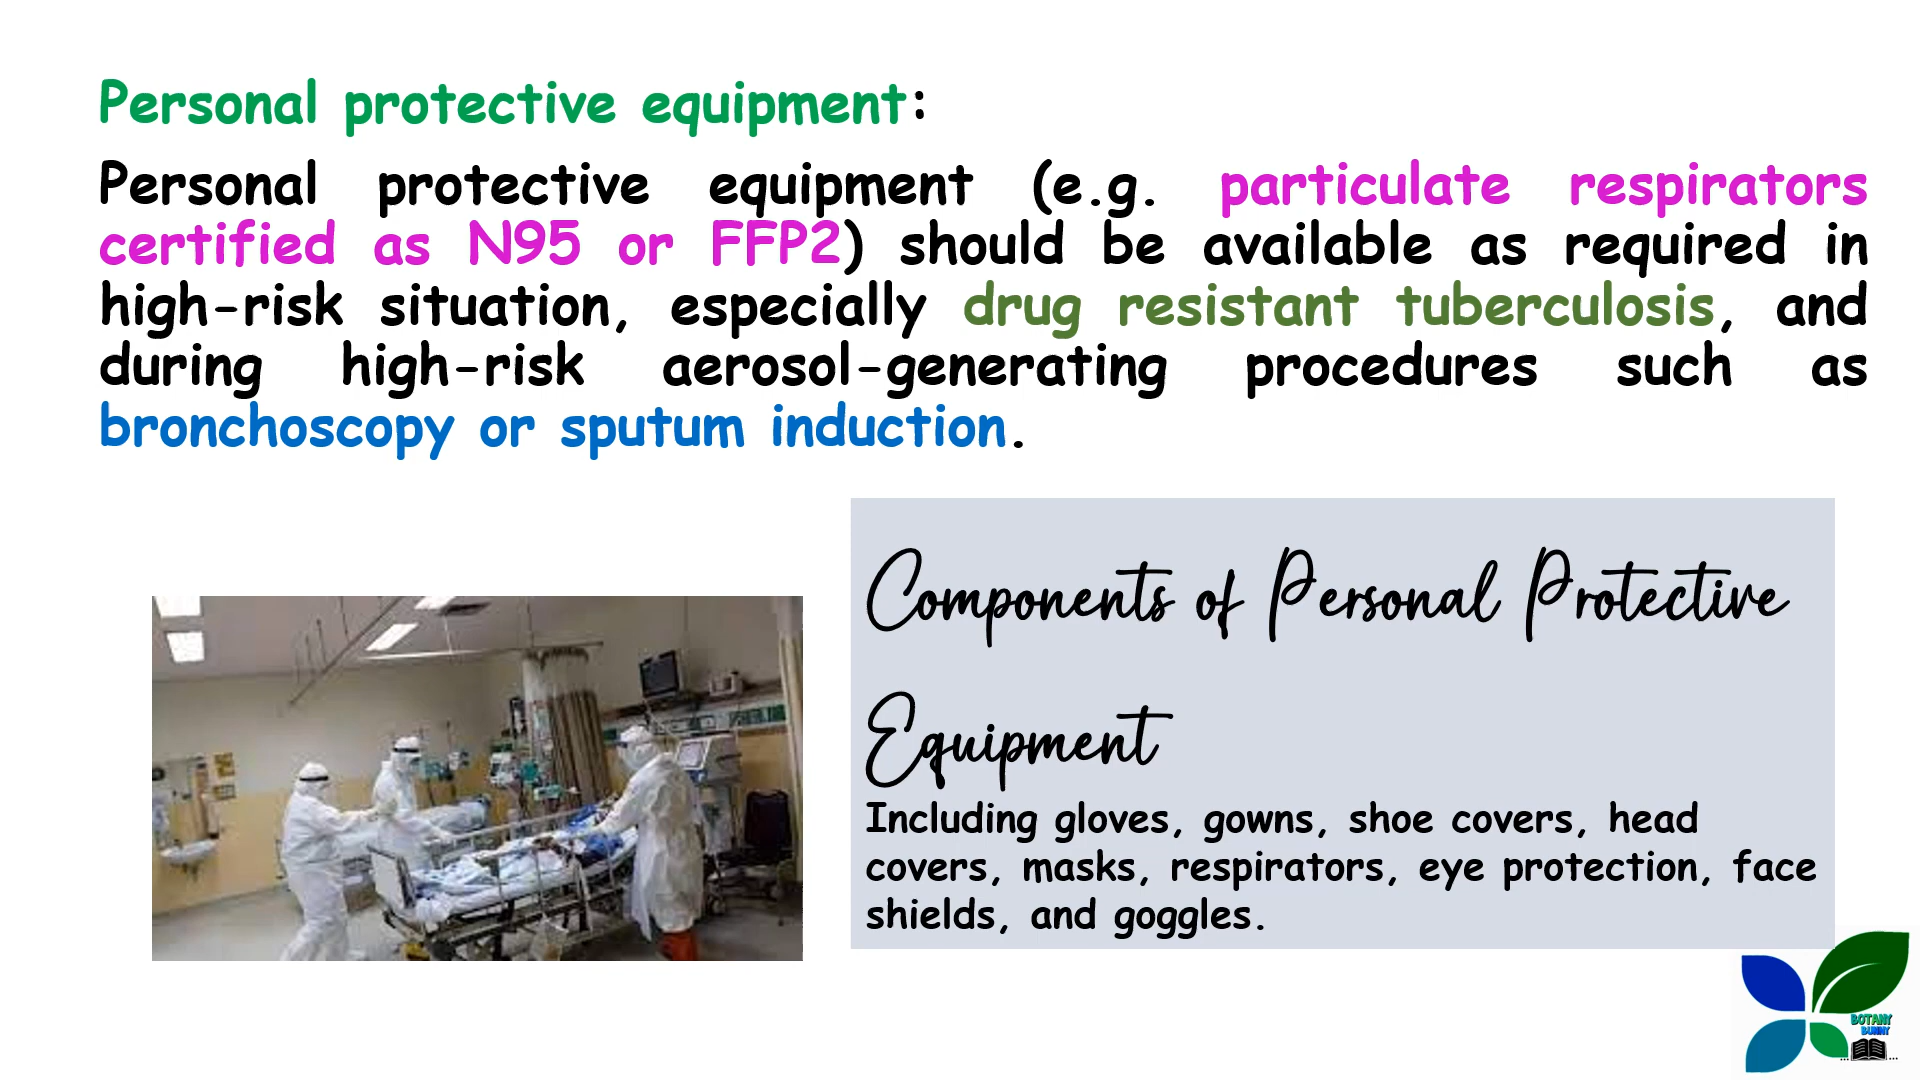 Personal protective equipment:
Personal protective equipment (e.g. particulate respirators
certified as N95 or FFP2) should be available as required in
high-risk situation, especially drug resistant tuberculosis, and
during high-risk aerosol-generating procedures such as
bronchoscopy or sputum induction.
Components of Personal Protective
Equipment
Including gloves, gowns, shoe covers, head
covers, masks, respirators, eye protection, face
shields, and goggles.
BOTANY
BUNNY